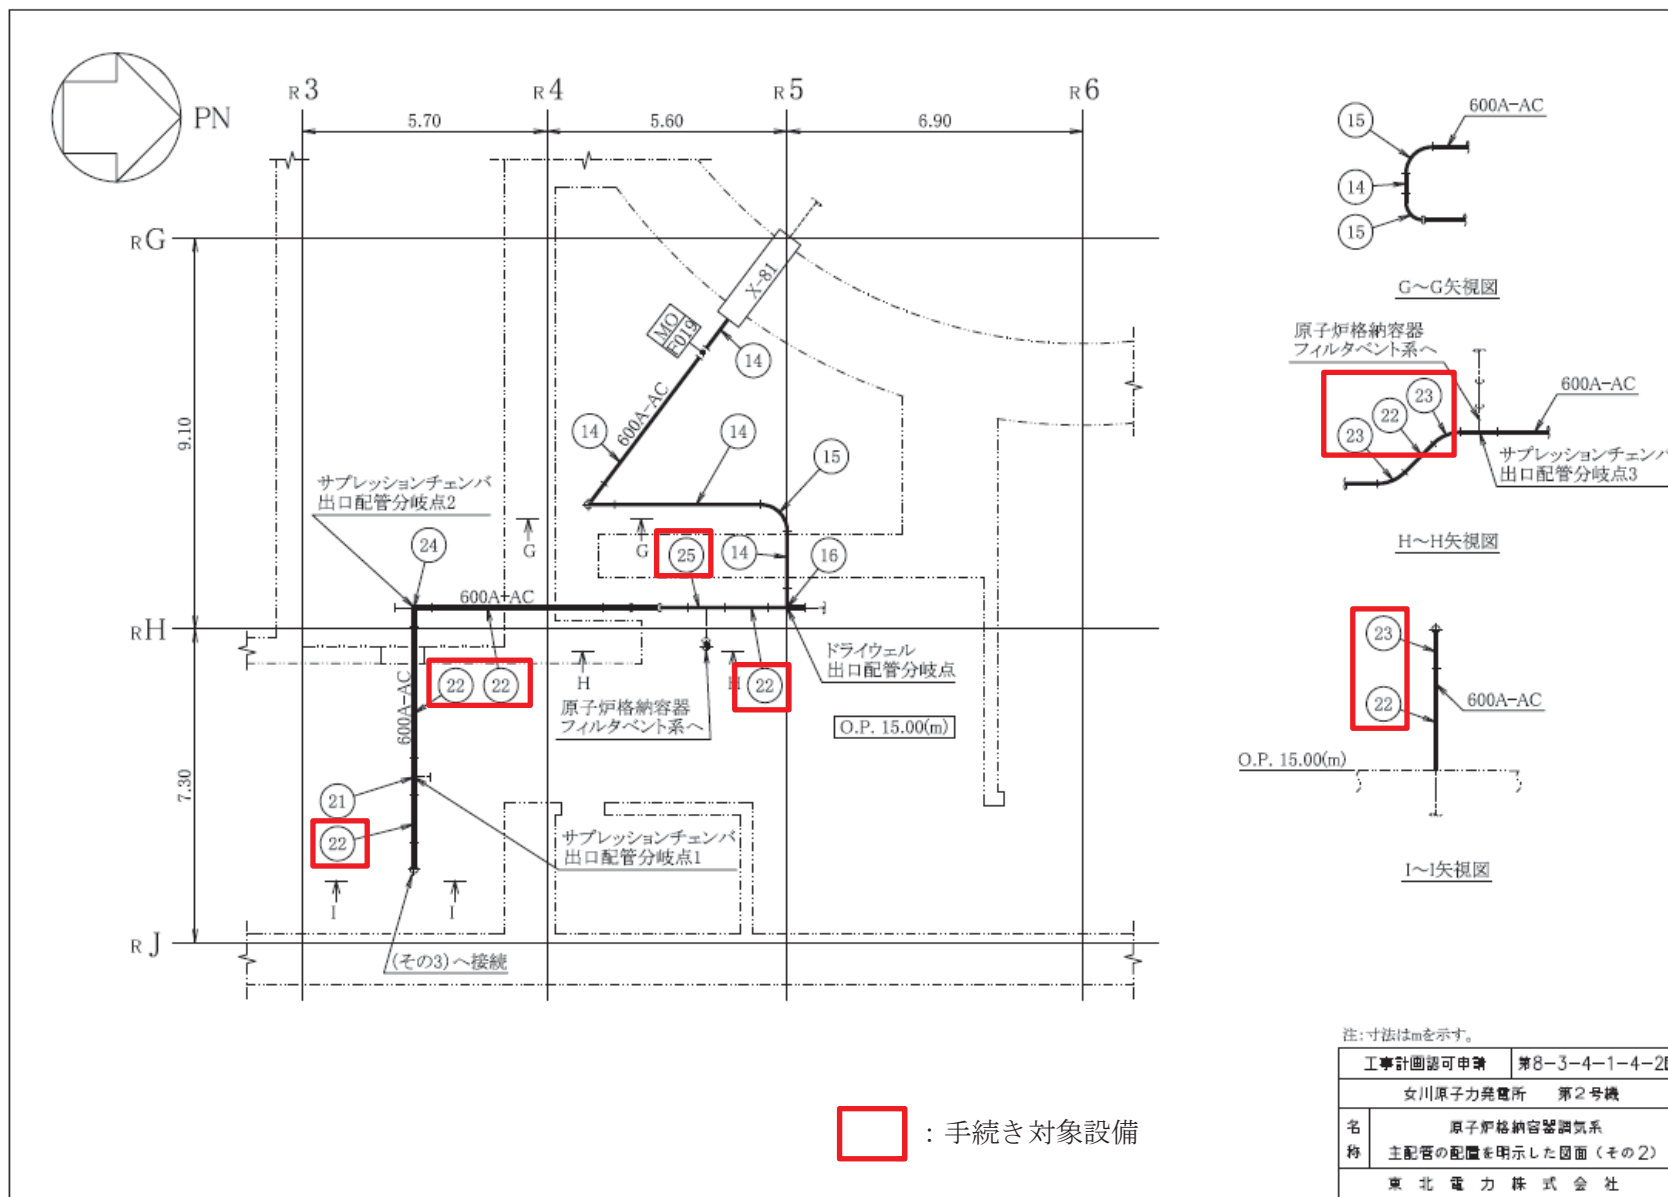 PN
R3
R4
R5
R6
5.70
5.60
6.90
RG
9.10
RH
7.30
RJ
X-81
MO
F019
14
600A-AC
14
14
15
サプレッションチェンバ
出口配管分岐点2
24
G
G
25
14
16
600A-AC
22
22
600A-AC
H
H
22
原子炉格納容器
フィルタベント系へ
ドライウェル
出口配管分岐点
O.P. 15.00(m)
21
22
サプレッションチェンバ
出口配管分岐点1
I
I
(その3)へ接続
15
600A-AC
14
15
G～G矢視図
原子炉格納容器
フィルタベント系へ
23
22
23
600A-AC
サプレッションチェンバ
出口配管分岐点3
H～H矢視図
23
22
600A-AC
O.P. 15.00(m)
I～I矢視図
：手続き対象設備
注:寸法はmを示す。
工事計画認可申請 第8-3-4-1-4-2
女川原子力発電所 第2号機
名称
原子炉格納容器調気系
主配管の配置を明示した図面（その2）
東北電力株式会社